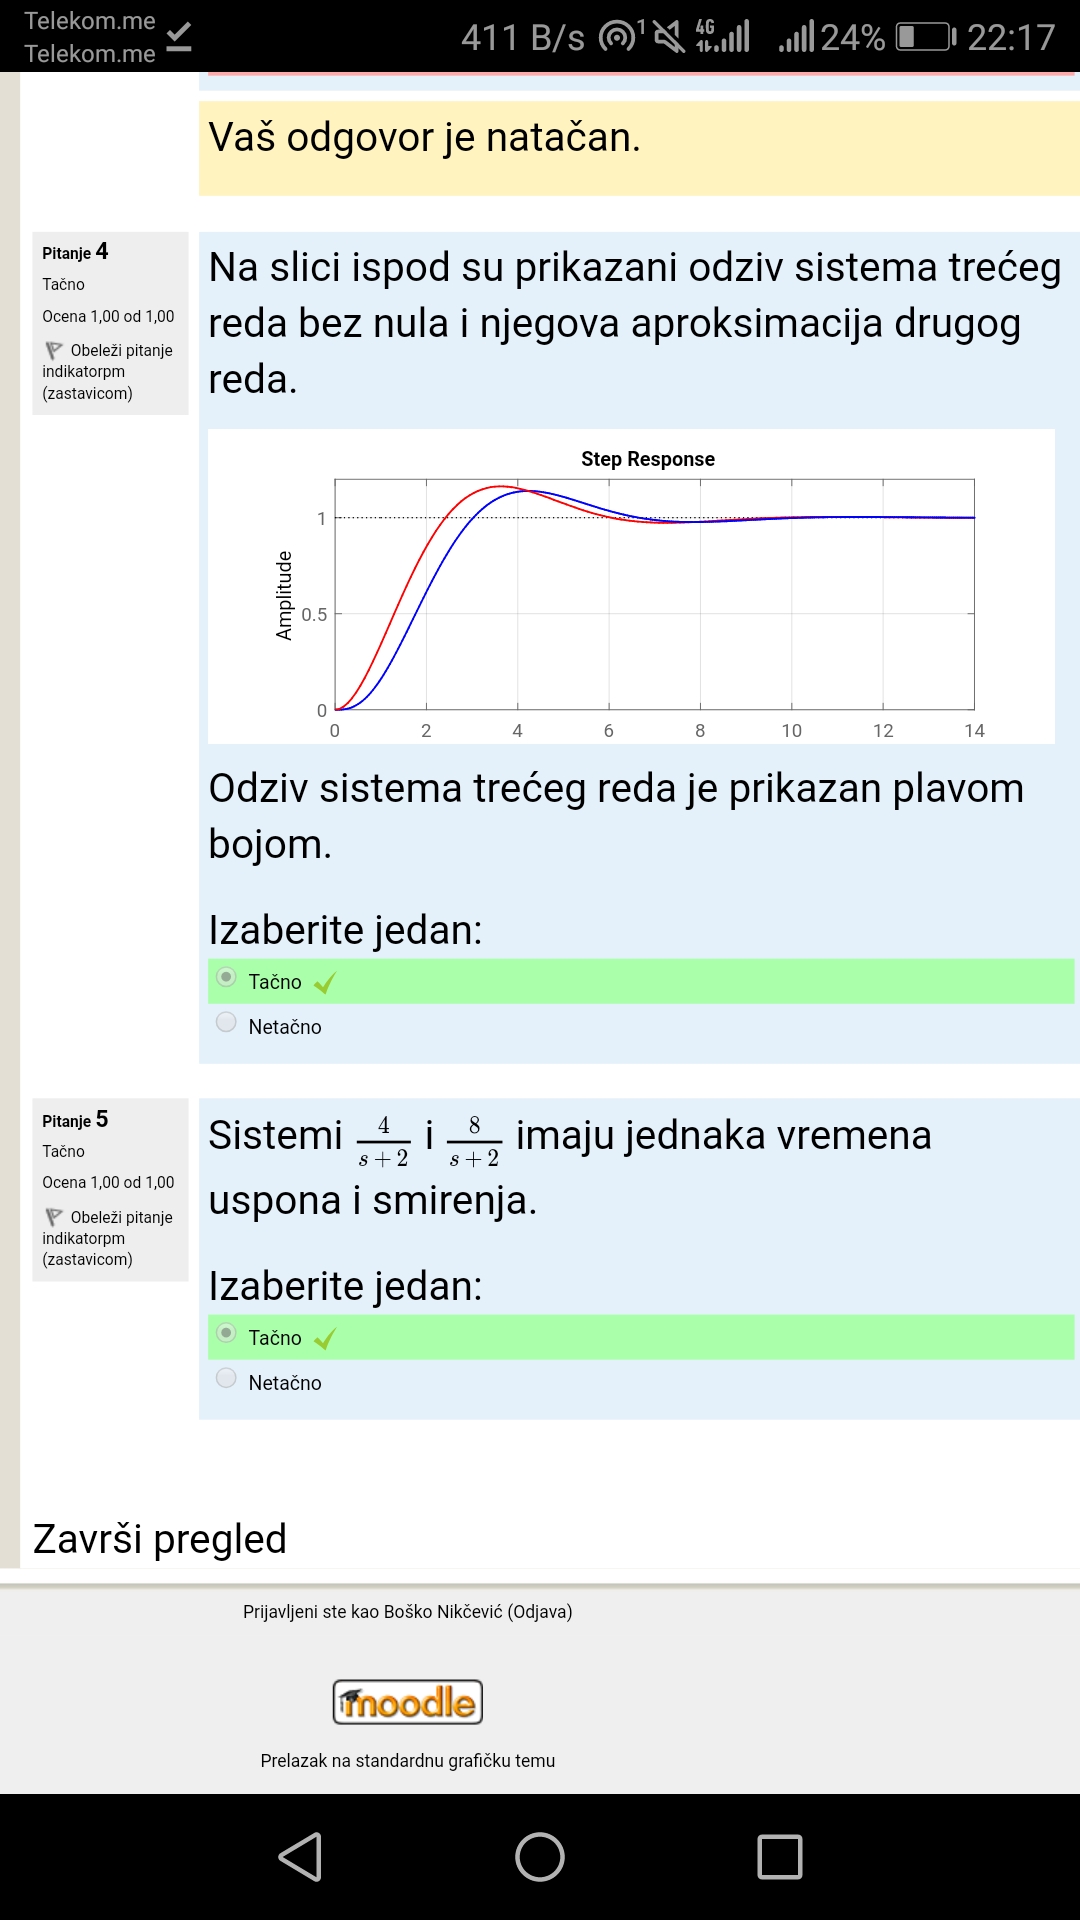 Telekom.me
Telekom.me
411 B/s 1 4G 24% 22:17
Vaš odgovor je natačan.
Pitanje 4
Tačno
Ocena 1,00 od 1,00
Obeleži pitanje
indikatorpm
(zastavicom)
Na slici ispod su prikazani odziv sistema trećeg
reda bez nula i njegova aproksimacija drugog
reda.
Step Response
Amplitude
1
0.5
0
0 2 4 6 8 10 12 14
Odziv sistema trećeg reda je prikazan plavom
bojom.
Izaberite jedan:
Tačno
Netačno
Pitanje 5
Tačno
Ocena 1,00 od 1,00
Obeleži pitanje
indikatorpm
(zastavicom)
Sistemi 4/(s + 2) i 8/(s + 2) imaju jednaka vremena
uspona i smirenja.
Izaberite jedan:
Tačno
Netačno
Završi pregled
Prijavljeni ste kao Boško Nikčević (Odjava)
moodle
Prelazak na standardnu grafičku temu